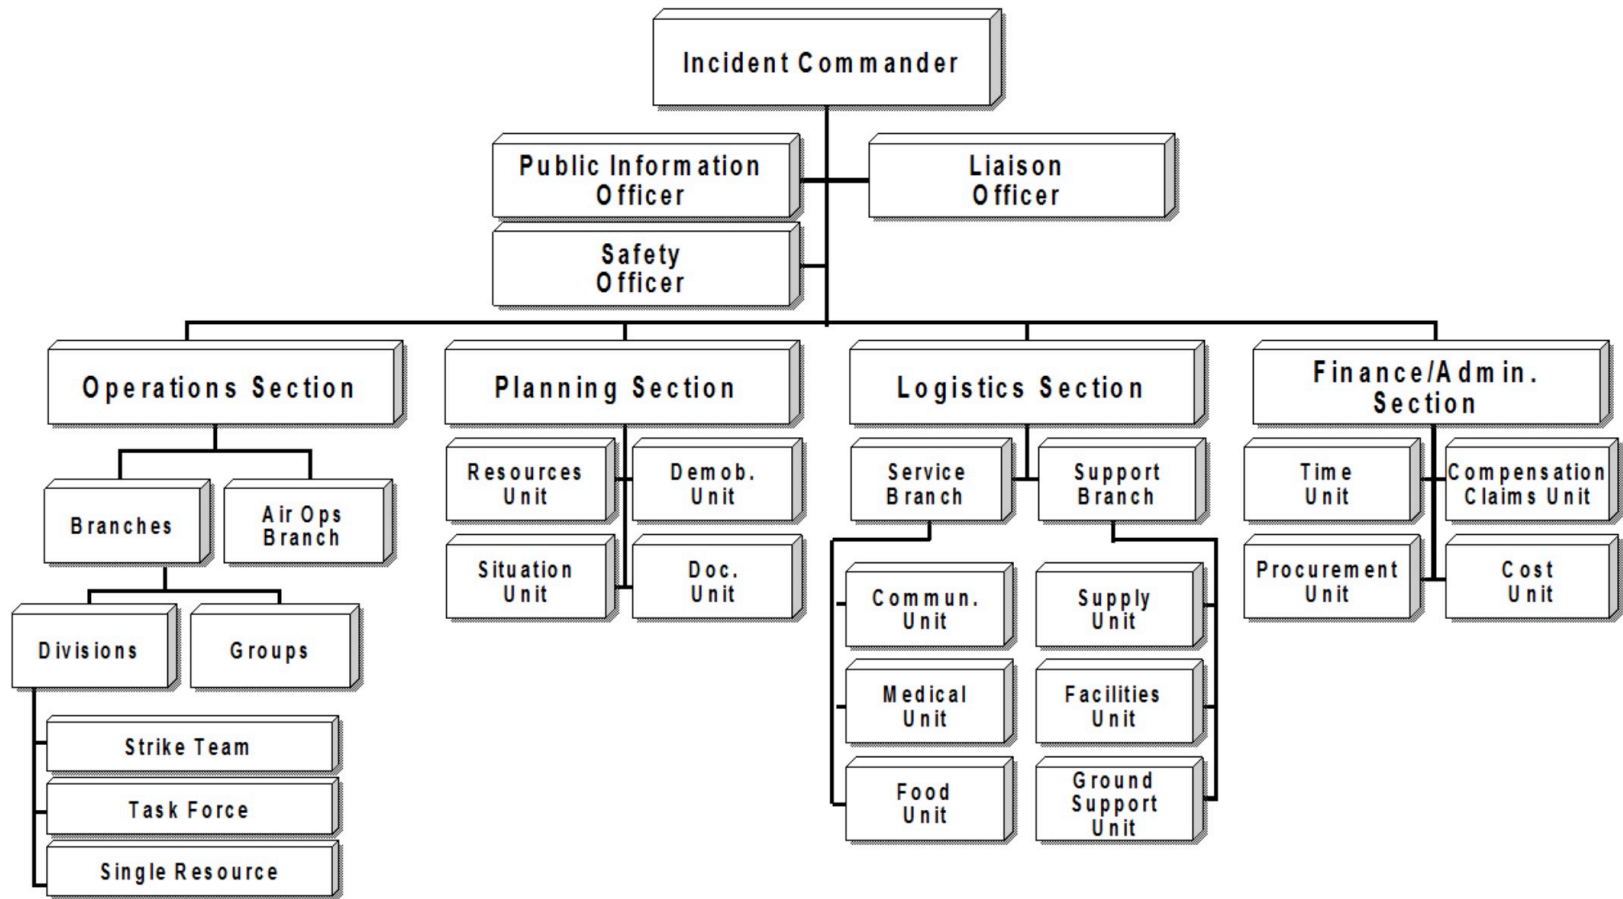 Incident Commander
Public Information
Officer
Liaison
Officer
Safety
Officer
Operations Section
Planning Section
Logistics Section
Finance/Admin.
Section
Branches
Air Ops
Branch
Divisions
Groups
Strike Team
Task Force
Single Resource
Resources
Unit
Demob.
Unit
Situation
Unit
Doc.
Unit
Service
Branch
Support
Branch
Commun.
Unit
Medical
Unit
Food
Unit
Supply
Unit
Facilities
Unit
Ground
Support
Unit
Time
Unit
Compensation
Claims Unit
Procurement
Unit
Cost
Unit